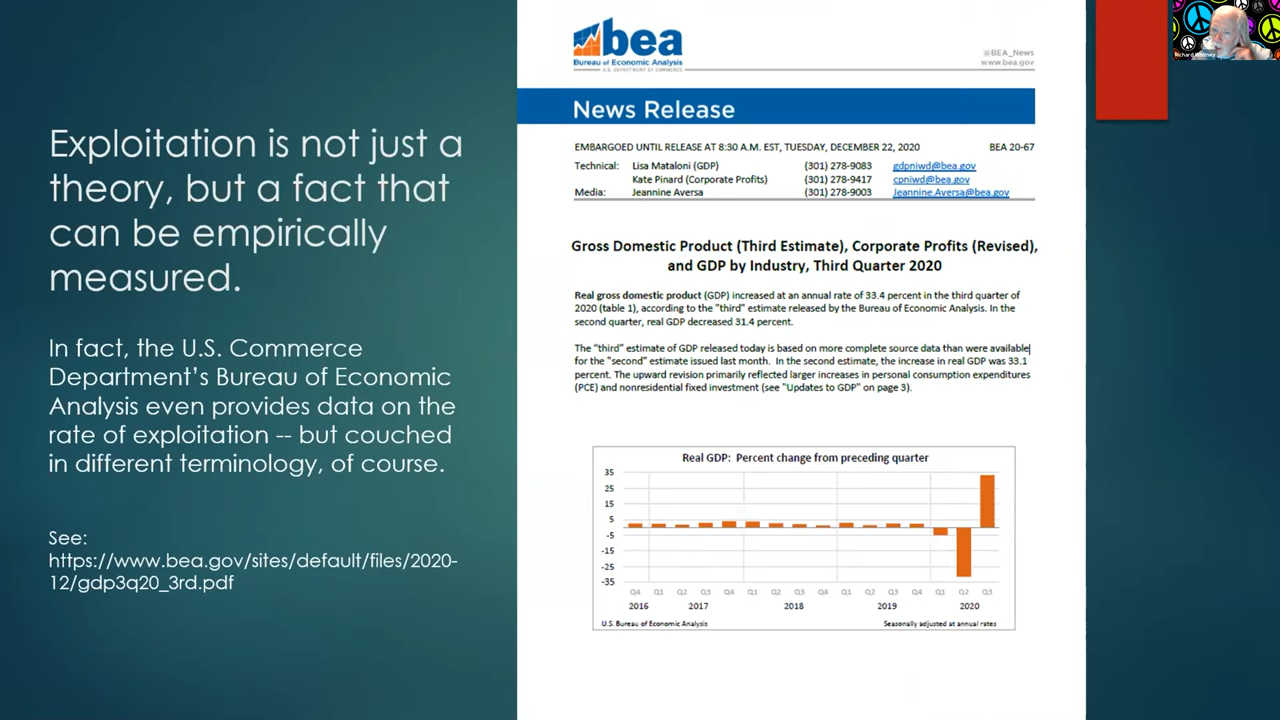 Exploitation is not just a
theory, but a fact that
can be empirically
measured.
In fact, the U.S. Commerce
Department's Bureau of Economic
Analysis even provides data on the
rate of exploitation -- but couched
in different terminology, of course.
See:
https://www.bea.gov/sites/default/files/2020-
12/gdp3q20_3rd.pdf
bea
Bureau of Economic Analysis
U.S. DEPARTMENT OF COMMERCE
@BEA_News
www.bea.gov
News Release
EMBARGOED UNTIL RELEASE AT 8:30 A.M. EST, TUESDAY, DECEMBER 22, 2020 BEA 20-67
Technical: Lisa Mataloni (GDP) (301) 278-9083 gdpniwd@bea.gov
Kate Pinard (Corporate Profits) (301) 278-9417 cpniwd@bea.gov
Media: Jeannine Aversa (301) 278-9003 Jeannine.Aversa@bea.gov
Gross Domestic Product (Third Estimate), Corporate Profits (Revised),
and GDP by Industry, Third Quarter 2020
Real gross domestic product (GDP) increased at an annual rate of 33.4 percent in the third quarter of
2020 (table 1), according to the "third" estimate released by the Bureau of Economic Analysis. In the
second quarter, real GDP decreased 31.4 percent.
The "third" estimate of GDP released today is based on more complete source data than were available
for the "second" estimate issued last month. In the second estimate, the increase in real GDP was 33.1
percent. The upward revision primarily reflected larger increases in personal consumption expenditures
(PCE) and nonresidential fixed investment (see "Updates to GDP" on page 3).
Real GDP: Percent change from preceding quarter
35
25
15
5
-5
-15
-25
-35
Q4 Q1 Q2 Q3 Q4 Q1 Q2 Q3 Q4 Q1 Q2 Q3 Q4 Q1 Q2 Q3
2016 2017 2018 2019 2020
U.S. Bureau of Economic Analysis Seasonally adjusted at annual rates
Richard Whitney